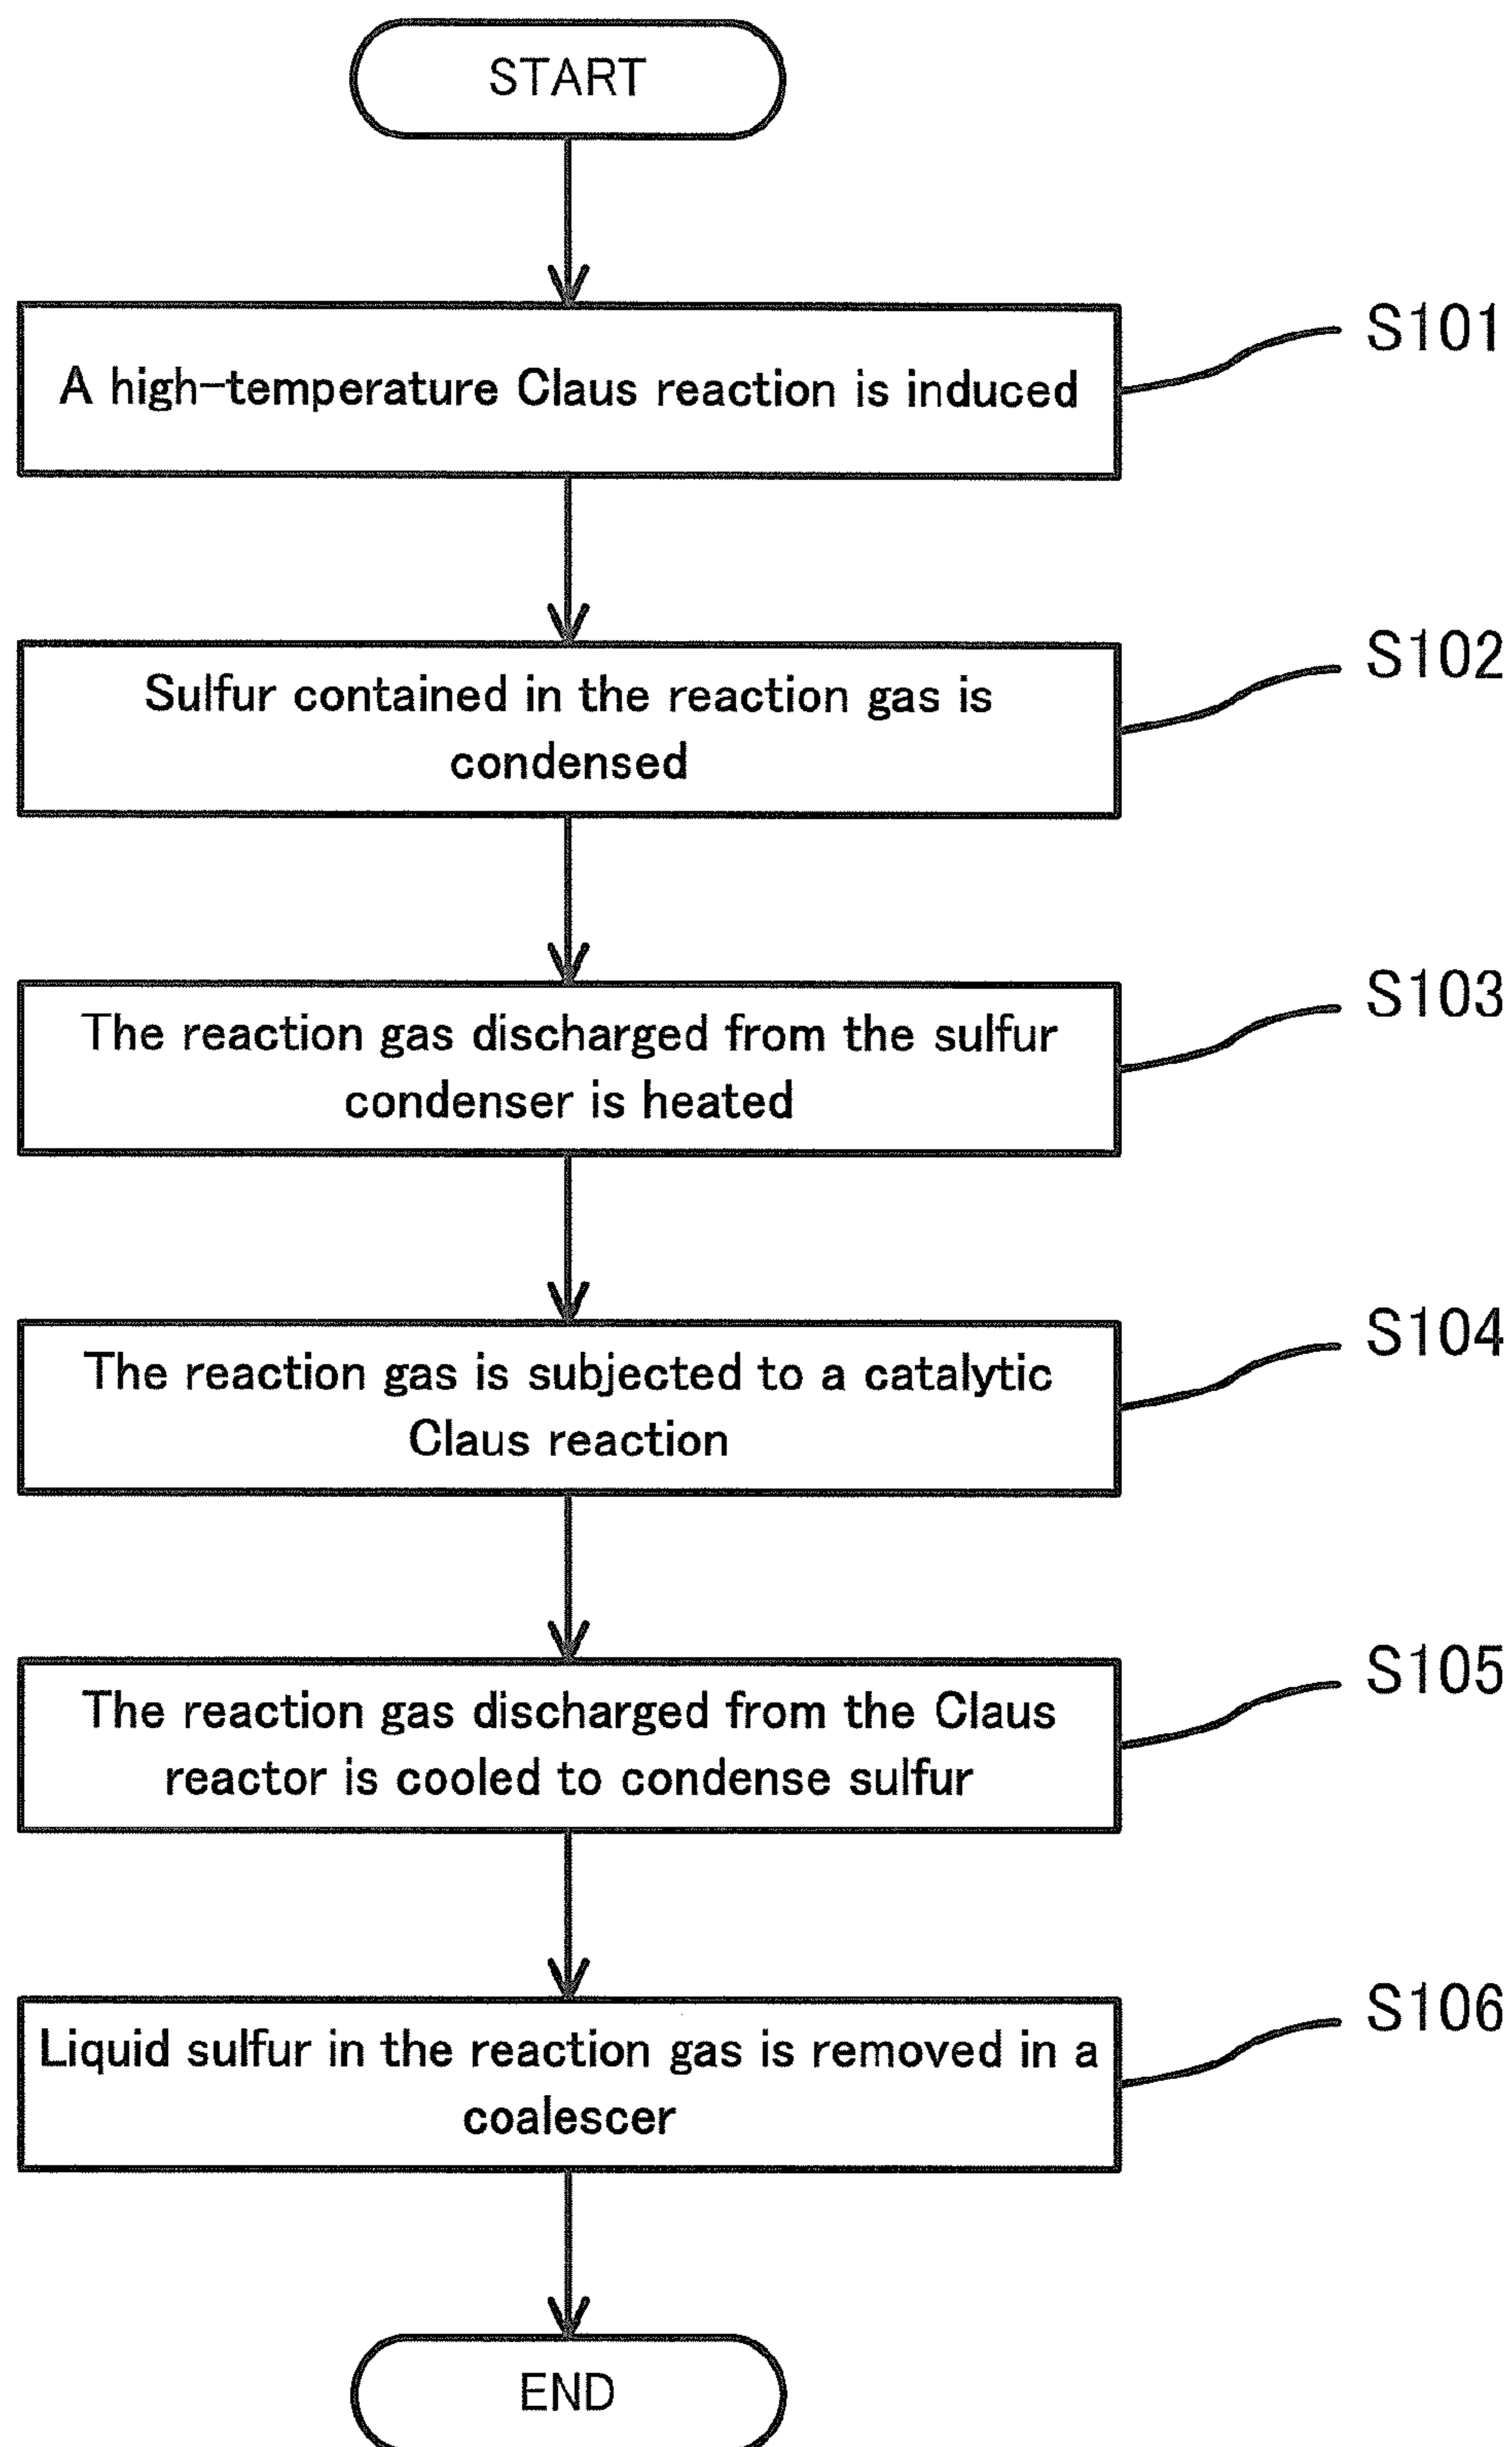 START
A high-temperature Claus reaction is induced
S101
Sulfur contained in the reaction gas is
condensed
S102
The reaction gas discharged from the sulfur
condenser is heated
S103
The reaction gas is subjected to a catalytic
Claus reaction
S104
The reaction gas discharged from the Claus
reactor is cooled to condense sulfur
S105
Liquid sulfur in the reaction gas is removed in a
coalescer
S106
END